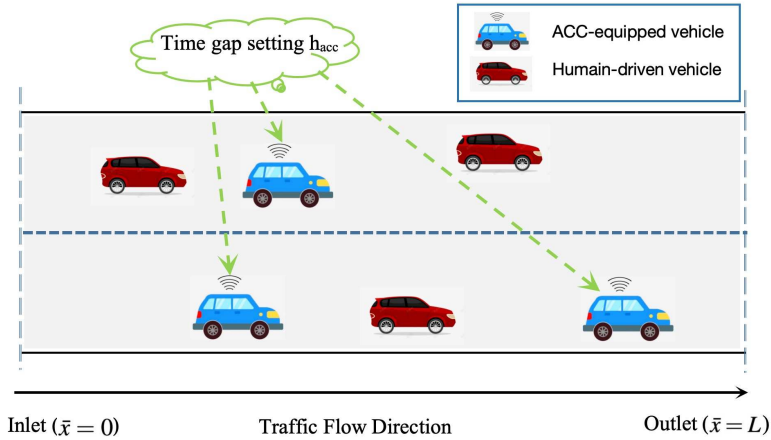 Time gap setting hacc
ACC-equipped vehicle
Humain-driven vehicle
Inlet (x̄ = 0)
Traffic Flow Direction
Outlet (x̄ = L)